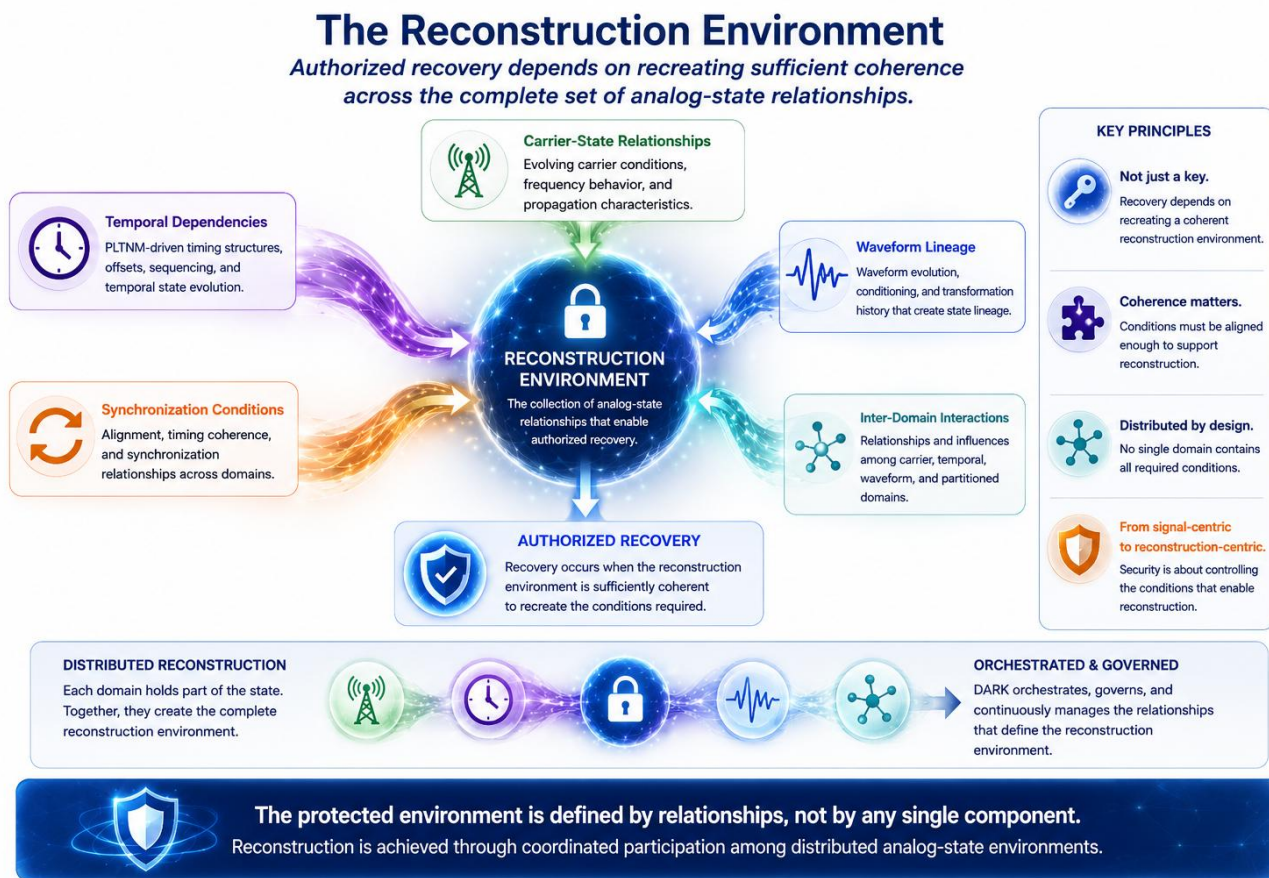 The Reconstruction Environment
Authorized recovery depends on recreating sufficient coherence
across the complete set of analog-state relationships.
Carrier-State Relationships
Evolving carrier conditions,
frequency behavior, and
propagation characteristics.
Temporal Dependencies
PLTNM-driven timing structures,
offsets, sequencing, and
temporal state evolution.
Waveform Lineage
Waveform evolution,
conditioning, and transformation
history that create state lineage.
Synchronization Conditions
Alignment, timing coherence,
and synchronization
relationships across domains.
RECONSTRUCTION
ENVIRONMENT
The collection of analog-state
relationships that enable
authorized recovery.
Inter-Domain Interactions
Relationships and influences
among carrier, temporal,
waveform, and partitioned
domains.
AUTHORIZED RECOVERY
Recovery occurs when the reconstruction
environment is sufficiently coherent
to recreate the conditions required.
KEY PRINCIPLES
Not just a key.
Recovery depends on
recreating a coherent
reconstruction environment.
Coherence matters.
Conditions must be aligned
enough to support
reconstruction.
Distributed by design.
No single domain contains
all required conditions.
From signal-centric
to reconstruction-centric.
Security is about controlling
the conditions that enable
reconstruction.
DISTRIBUTED RECONSTRUCTION
Each domain holds part of the state.
Together, they create the complete
reconstruction environment.
ORCHESTRATED & GOVERNED
DARK orchestrates, governs, and
continuously manages the relationships
that define the reconstruction
environment.
The protected environment is defined by relationships, not by any single component.
Reconstruction is achieved through coordinated participation among distributed analog-state environments.